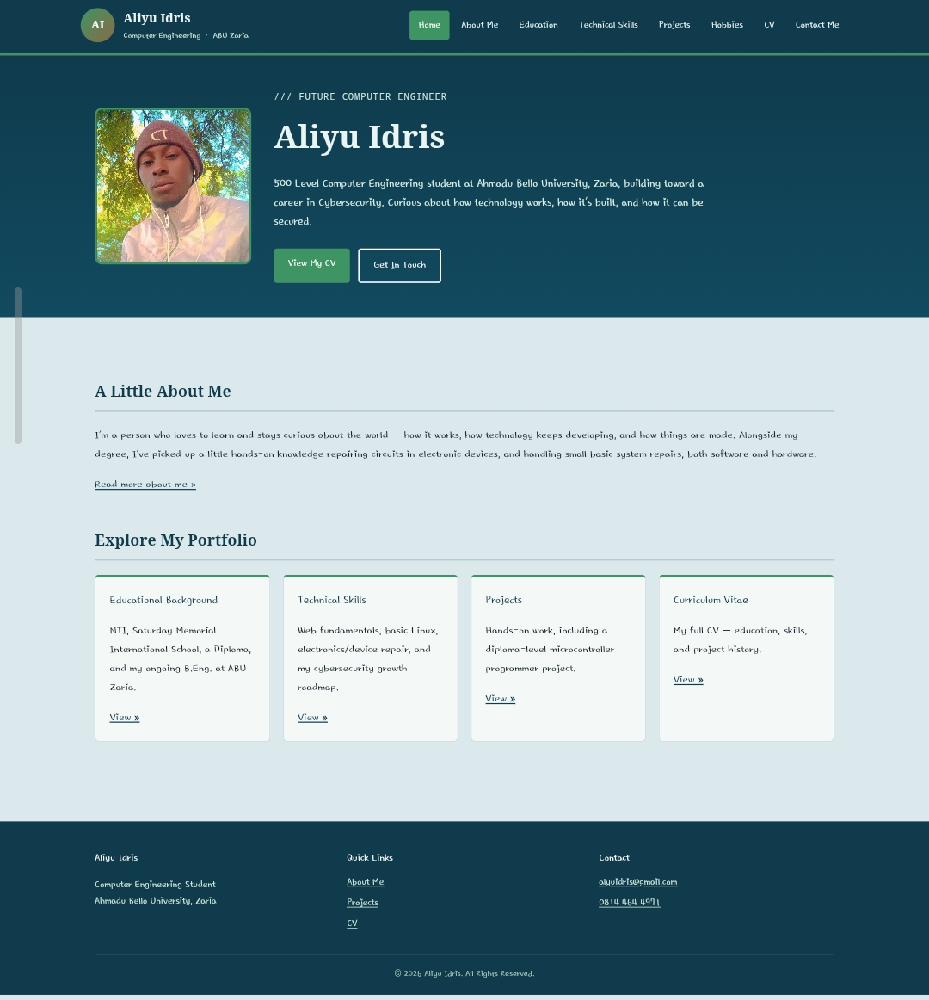 AI
Aliyu Idris
Computer Engineering · ABU Zaria
Home About Me Education Technical Skills Projects Hobbies CV Contact Me
/// FUTURE COMPUTER ENGINEER
Aliyu Idris
500 Level Computer Engineering student at Ahmadu Bello University, Zaria, building toward a
career in Cybersecurity. Curious about how technology works, how it's built, and how it can be
secured.
View My CV Get In Touch
A Little About Me
I'm a person who loves to learn and stays curious about the world — how it works, how technology keeps developing, and how things are made. Alongside my
degree, I've picked up a little hands-on knowledge repairing circuits in electronic devices, and handling small basic system repairs, both software and hardware.
Read more about me »
Explore My Portfolio
Educational Background
NTI, Saturday Memorial
International School, a Diploma,
and my ongoing B.Eng. at ABU
Zaria.
View »
Technical Skills
Web fundamentals, basic Linux,
electronics/device repair, and
my cybersecurity growth
roadmap.
View »
Projects
Hands-on work, including a
diploma-level microcontroller
programmer project.
View »
Curriculum Vitae
My full CV — education, skills,
and project history.
View »
Aliyu Idris
Computer Engineering Student
Ahmadu Bello University, Zaria
Quick Links
About Me
Projects
CV
Contact
alyuidris@gmail.com
0814 464 4971
© 2026 Aliyu Idris. All Rights Reserved.